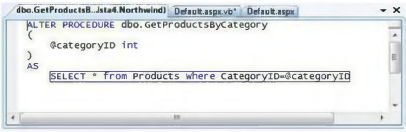 dbo.GetProductsB.../sta4.Northwind) Default.aspx.vb* Default.aspx
ALTER PROCEDURE dbo.GetProductsByCategory
(
@categoryID int
)
AS
SELECT * from Products where CategoryID=@categoryID